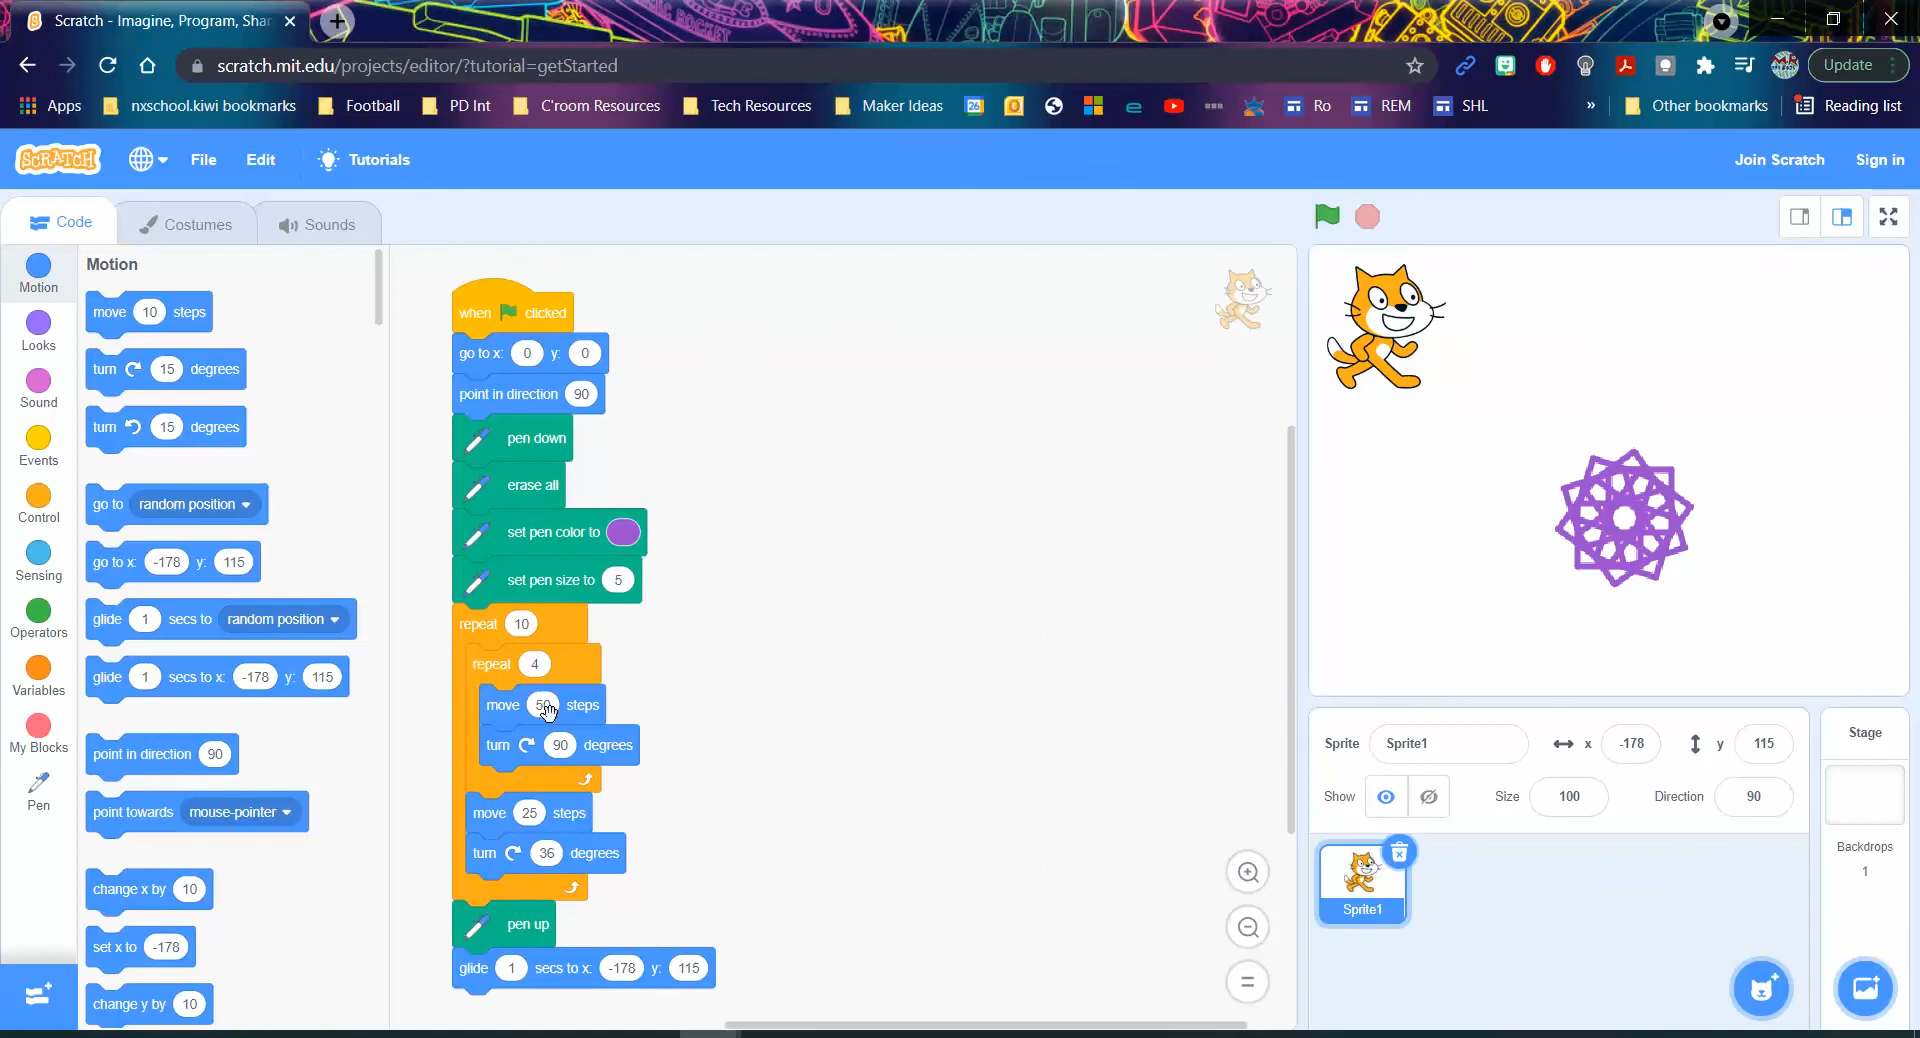 Scratch - Imagine, Program, Shar
scratch.mit.edu/projects/editor/?tutorial=getStarted
Update
Apps nxschool.kiwi bookmarks Football PD Int C'room Resources Tech Resources Maker Ideas 26 Ro REM SHL » Other bookmarks Reading list
SCRATCH File Edit Tutorials Join Scratch Sign in
Code Costumes Sounds
Motion
Looks
Sound
Events
Control
Sensing
Operators
Variables
My Blocks
Pen
Motion
move 10 steps
turn 15 degrees
turn 15 degrees
go to random position
go to x: -178 y: 115
glide 1 secs to random position
glide 1 secs to x: -178 y: 115
point in direction 90
point towards mouse-pointer
change x by 10
set x to -178
change y by 10
when clicked
go to x: 0 y: 0
point in direction 90
pen down
erase all
set pen color to
set pen size to 5
repeat 10
repeat 4
move 50 steps
turn 90 degrees
move 25 steps
turn 36 degrees
pen up
glide 1 secs to x: -178 y: 115
Sprite Sprite1 x -178 y 115
Show Size 100 Direction 90
Sprite1
Stage
Backdrops
1